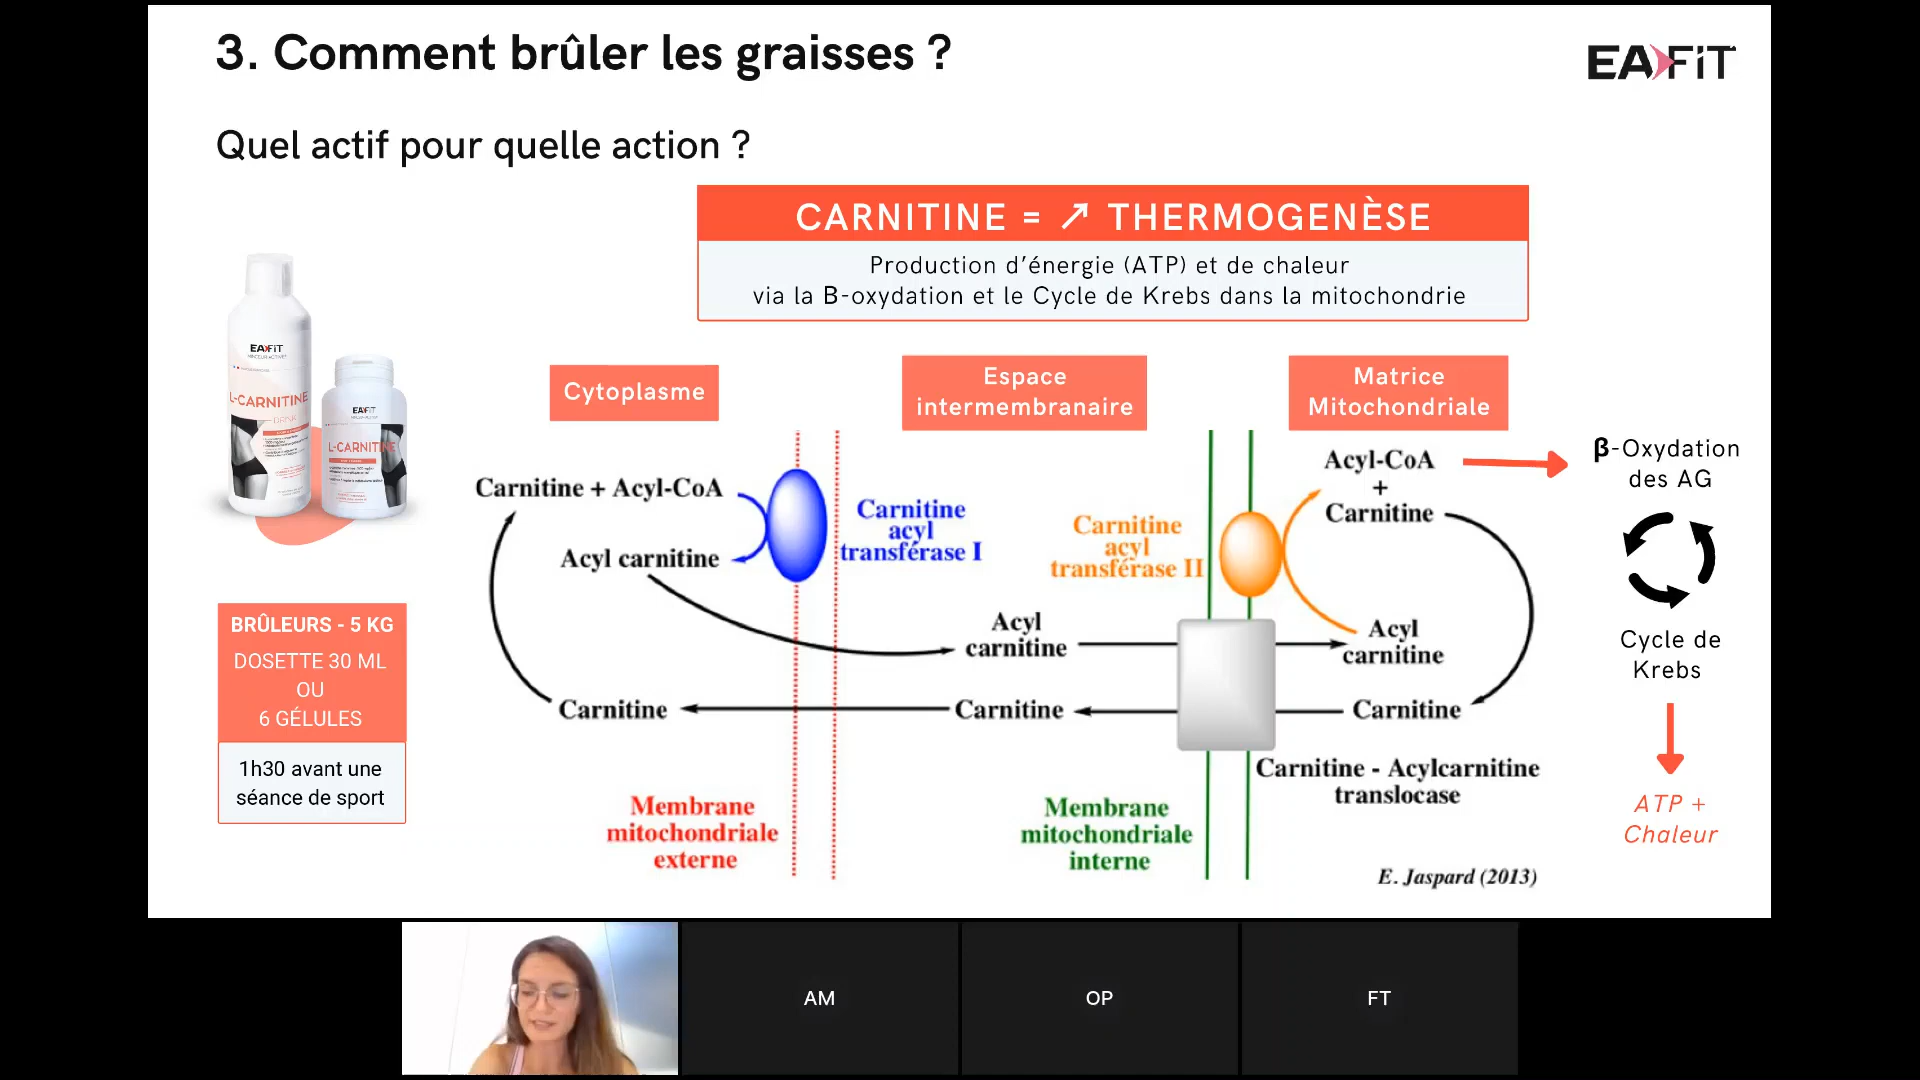 3. Comment brûler les graisses ?
EAFIT
Quel actif pour quelle action ?
CARNITINE = ↗ THERMOGENÈSE
Production d'énergie (ATP) et de chaleur
via la B-oxydation et le Cycle de Krebs dans la mitochondrie
EAFIT
L-CARNITINE
DRINK
EAFIT
L-CARNITINE
BRÛLEURS - 5 KG
DOSETTE 30 ML
OU
6 GÉLULES
1h30 avant une
séance de sport
Cytoplasme
Espace
intermembranaire
Matrice
Mitochondriale
Carnitine + Acyl-CoA
Acyl carnitine
Carnitine
acyl
transférase I
Carnitine
acyl
transférase II
Acyl-CoA
+
Carnitine
Acyl
carnitine
Acyl
carnitine
Carnitine
Carnitine
Carnitine
Carnitine - Acylcarnitine
translocase
Membrane
mitochondriale
externe
Membrane
mitochondriale
interne
E. Jaspard (2013)
β-Oxydation
des AG
Cycle de
Krebs
ATP +
Chaleur
AM
OP
FT